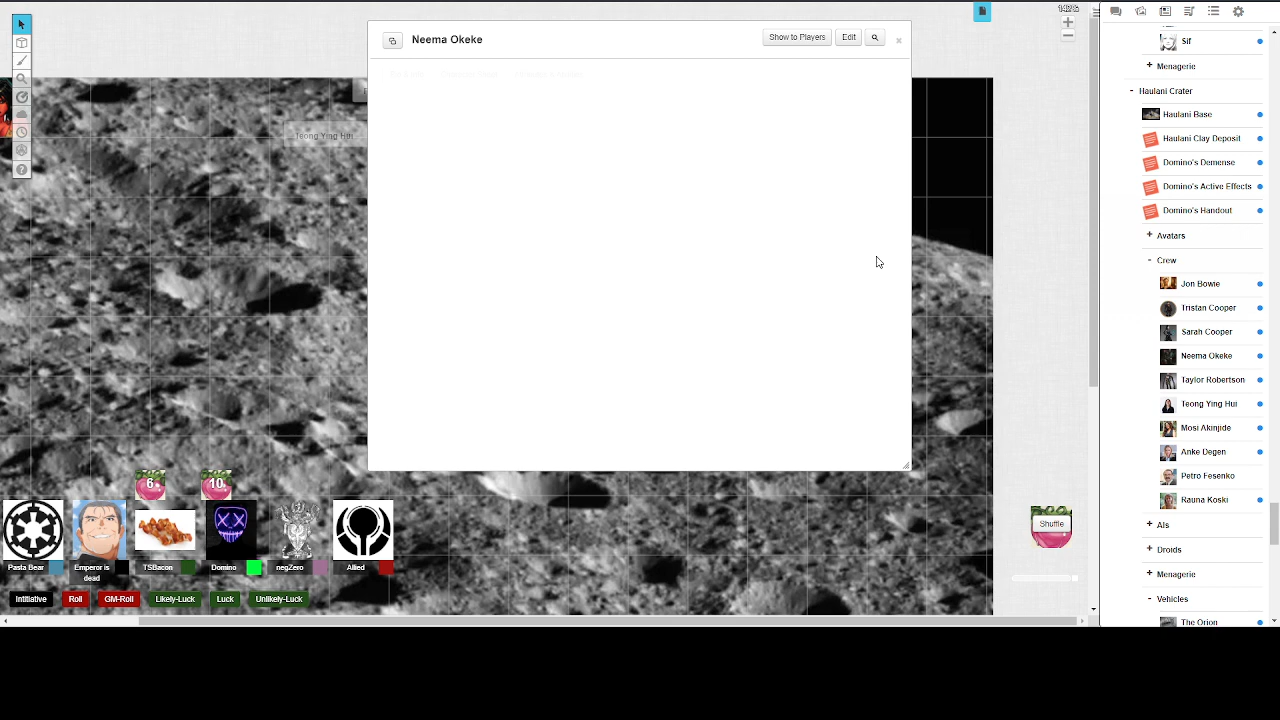 Neema Okeke
Show to Players
Edit
Teong Ying Hui
Sif
Menagerie
Haulani Crater
Haulani Base
Haulani Clay Deposit
Domino's Demense
Domino's Active Effects
Domino's Handout
Avatars
Crew
Jon Bowie
Tristan Cooper
Sarah Cooper
Neema Okeke
Taylor Robertson
Teong Ying Hui
Mosi Akinjide
Anke Degen
Petro Fesenko
Rauna Koski
AIs
Droids
Menagerie
Vehicles
The Orion
6
10
Pasta Bear
Emperor is
dead
TSBacon
Domino
negZero
Allied
Intitiative
Roll
GM-Roll
Likely-Luck
Luck
Unlikely-Luck
Shuffle